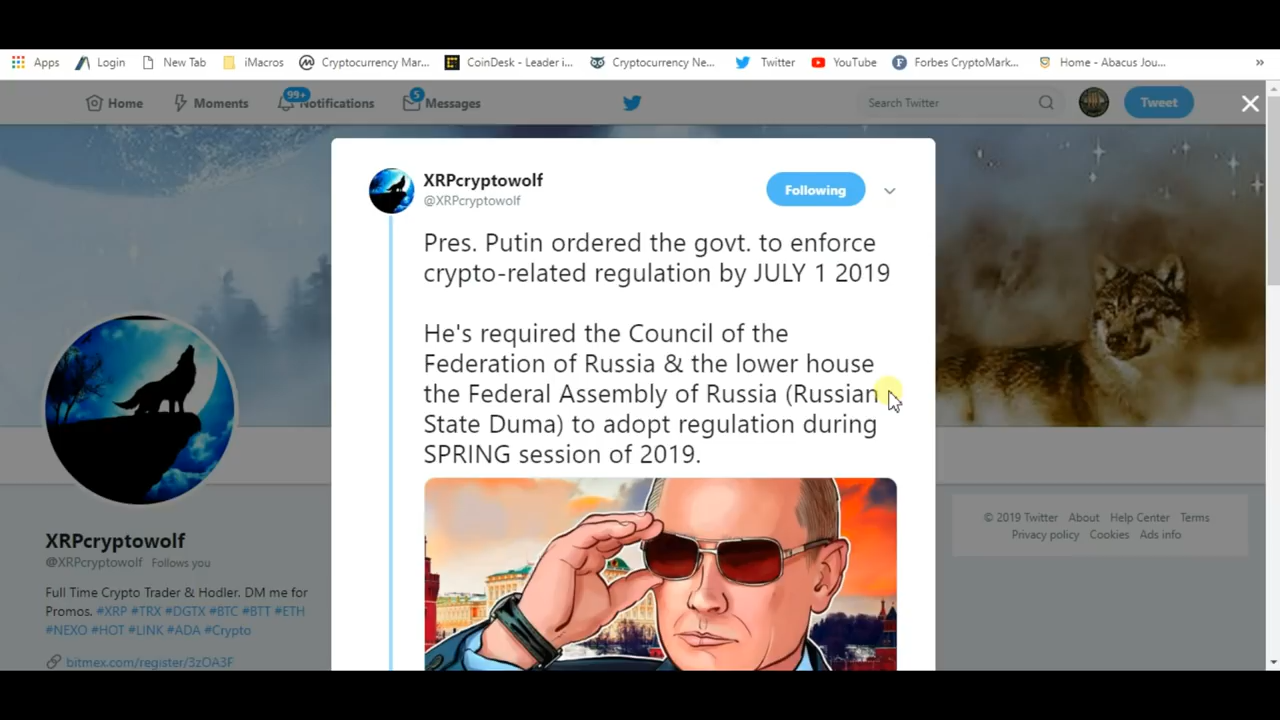 Apps Login New Tab iMacros Cryptocurrency Mar... CoinDesk - Leader i... Cryptocurrency Ne... Twitter YouTube Forbes CryptoMark... Home - Abacus Jou... »
Home Moments 99+ Notifications 5 Messages Search Twitter Tweet
XRPcryptowolf
@XRPcryptowolf
Following
Pres. Putin ordered the govt. to enforce
crypto-related regulation by JULY 1 2019
He's required the Council of the
Federation of Russia & the lower house
the Federal Assembly of Russia (Russian
State Duma) to adopt regulation during
SPRING session of 2019.
XRPcryptowolf
@XRPcryptowolf Follows you
Full Time Crypto Trader & Hodler. DM me for
Promos. #XRP #TRX #DGTX #BTC #BTT #ETH
#NEXO #HOT #LINK #ADA #Crypto
bitmex.com/register/3zOA3F
© 2019 Twitter About Help Center Terms
Privacy policy Cookies Ads info